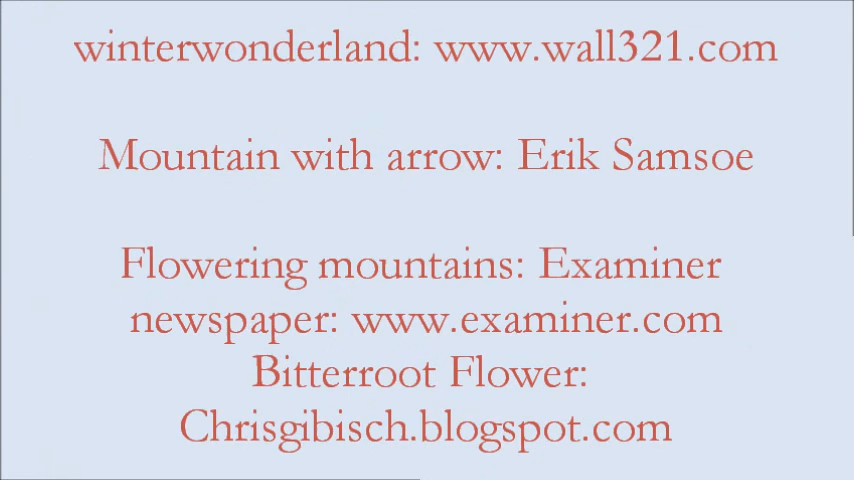 winterwonderland: www.wall321.com
Mountain with arrow: Erik Samsoe
Flowering mountains: Examiner
newspaper: www.examiner.com
Bitterroot Flower:
Chrisgibisch.blogspot.com